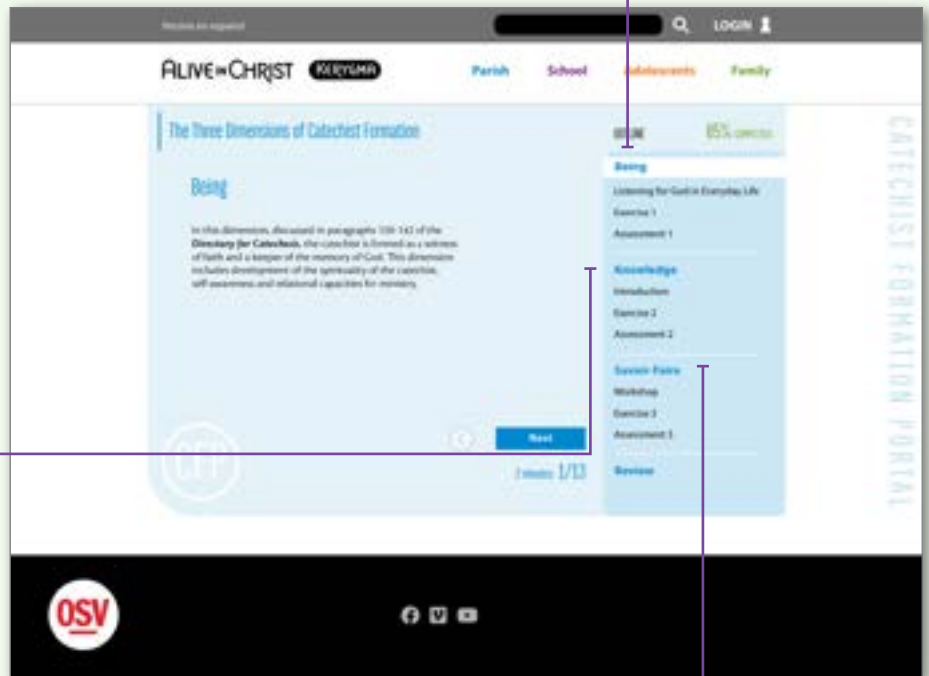 Version en español
LOGIN
ALIVE IN CHRIST KERYGMA
Parish School Adolescents Family
The Three Dimensions of Catechist Formation
OUTLINE 85% COMPLETED
Being
Being
In this dimension, discussed in paragraphs 139-142 of the
Directory for Catechesis, the catechist is formed as a witness
of faith and a keeper of the memory of God. This dimension
includes development of the spirituality of the catechist,
self-awareness and relational capacities for ministry.
Listening for God in Everyday Life
Exercise 1
Assessment 1
Knowledge
Introduction
Exercise 2
Assessment 2
Savoir Faire
Workshop
Exercise 3
Assessment 3
Review
CFP
Next
2 minutes 1/13
CATECHIST FORMATION PORTAL
OSV